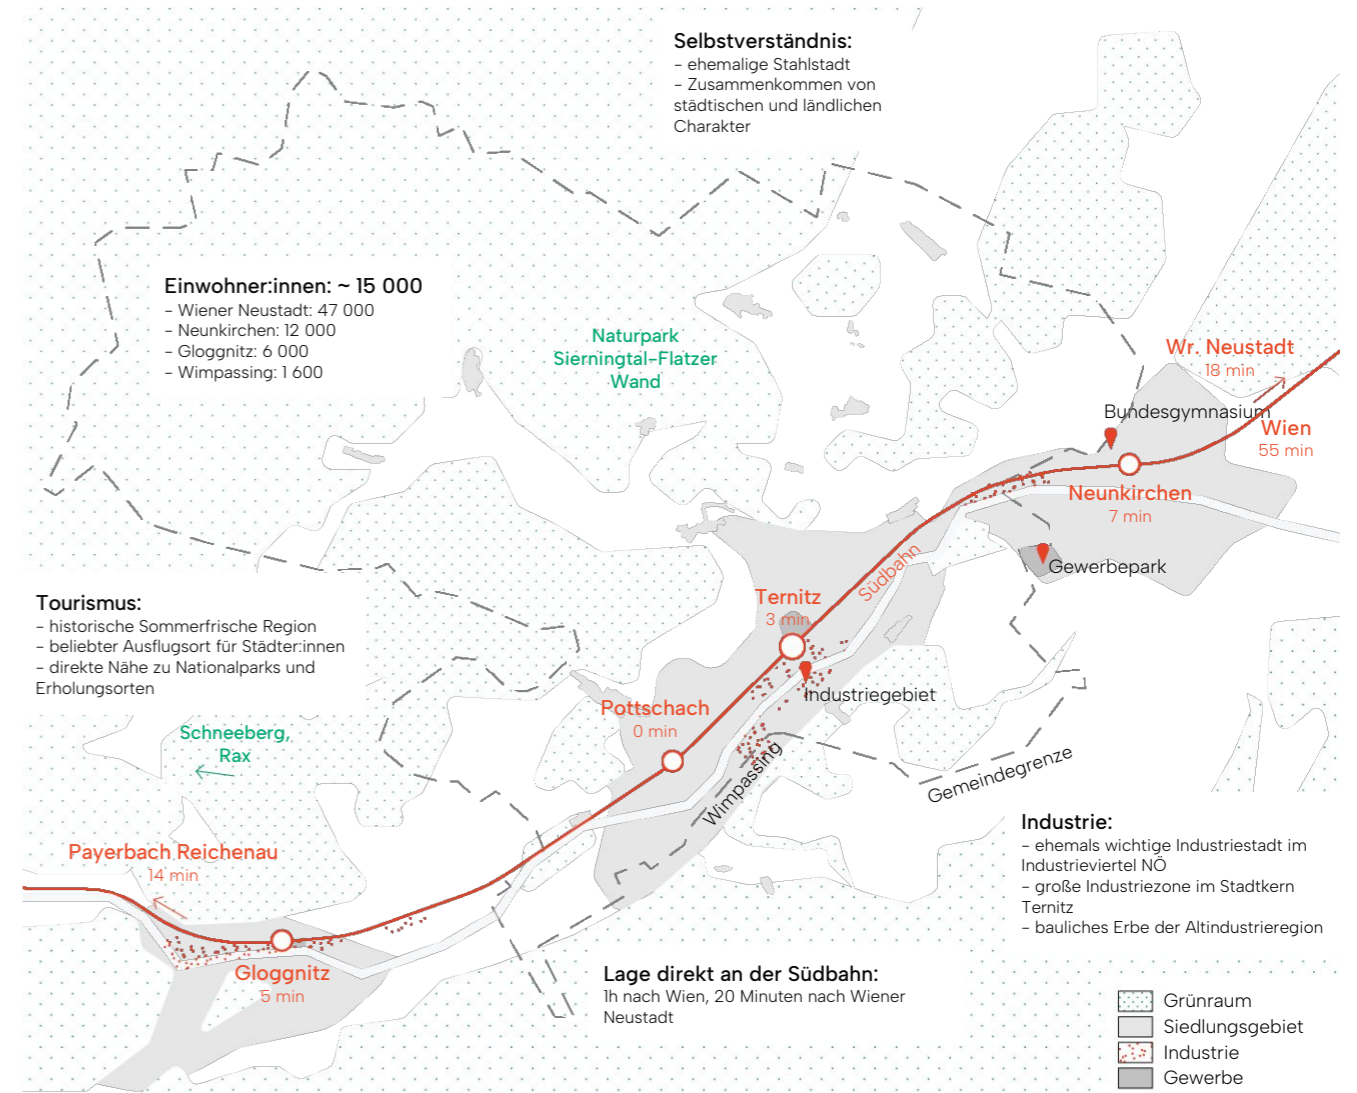 Selbstverständnis:
– ehemalige Stahlstadt
– Zusammenkommen von
städtischen und ländlichen
Charakter
Einwohner:innen: ~ 15 000
– Wiener Neustadt: 47 000
– Neunkirchen: 12 000
– Gloggnitz: 6 000
– Wimpassing: 1 600
Naturpark
Sierningtal-Flatzer
Wand
Wr. Neustadt
18 min
Bundesgymnasium
Wien
55 min
Neunkirchen
7 min
Gewerbepark
Südbahn
Ternitz
3 min
Industriegebiet
Tourismus:
– historische Sommerfrische Region
– beliebter Ausflugsort für Städter:innen
– direkte Nähe zu Nationalparks und
Erholungsorten
Pottschach
0 min
Schneeberg,
Rax
Wimpassing
Gemeindegrenze
Payerbach Reichenau
14 min
Gloggnitz
5 min
Industrie:
– ehemals wichtige Industriestadt im
Industrieviertel NÖ
– große Industriezone im Stadtkern
Ternitz
– bauliches Erbe der Altindustrieregion
Lage direkt an der Südbahn:
1h nach Wien, 20 Minuten nach Wiener
Neustadt
Grünraum
Siedlungsgebiet
Industrie
Gewerbe